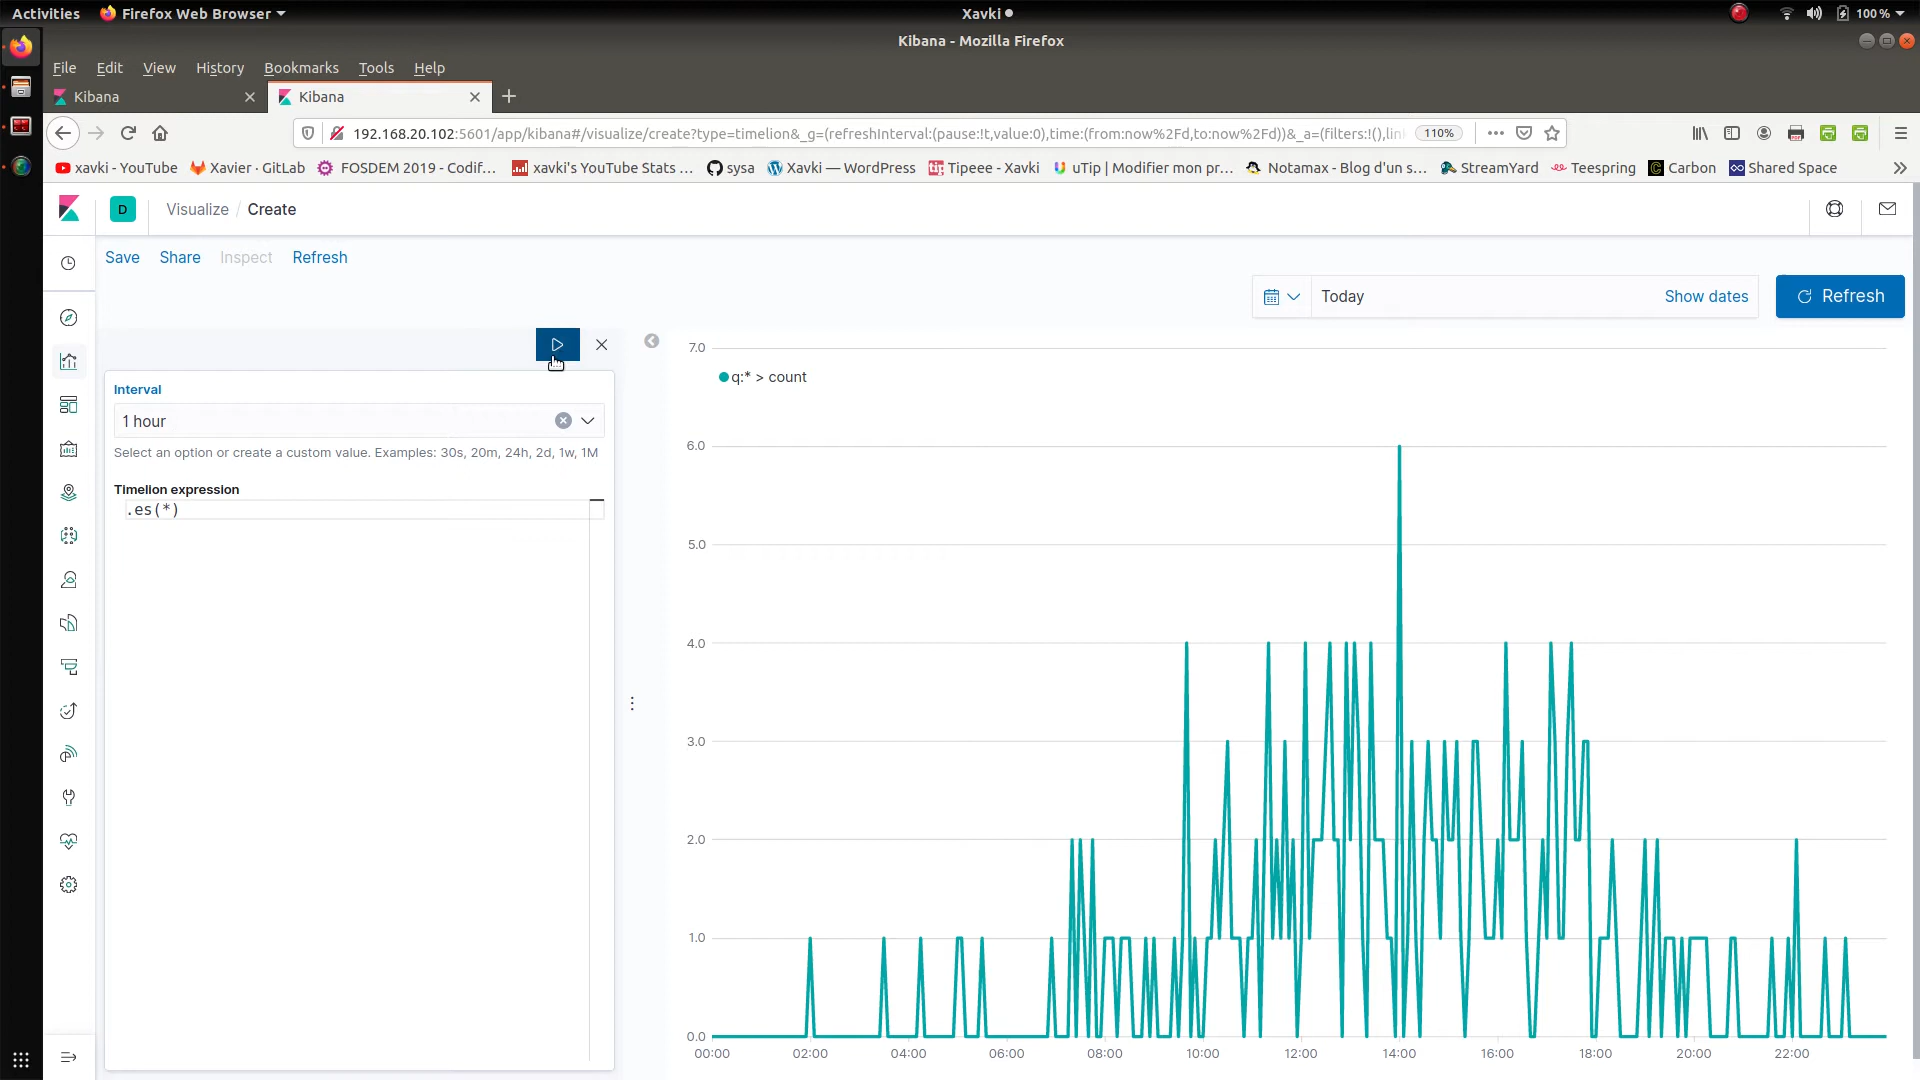 Activities Firefox Web Browser Xavki 100 %
Kibana - Mozilla Firefox
File Edit View History Bookmarks Tools Help
Kibana Kibana
192.168.20.102:5601/app/kibana#/visualize/create?type=timelion&_g=(refreshInterval:(pause:!t,value:0),time:(from:now%2Fd,to:now%2Fd))&_a=(filters:!(),lin 110%
xavki - YouTube Xavier · GitLab FOSDEM 2019 - Codif... xavki's YouTube Stats ... sysa Xavki — WordPress Tipeee - Xavki uTip | Modifier mon pr... Notamax - Blog d'un s... StreamYard Teespring Carbon Shared Space
D Visualize / Create
Save Share Inspect Refresh
Today Show dates Refresh
Interval
1 hour
Select an option or create a custom value. Examples: 30s, 20m, 24h, 2d, 1w, 1M
Timelion expression
.es(*)
q:* > count
7.0
6.0
5.0
4.0
3.0
2.0
1.0
0.0
00:00 02:00 04:00 06:00 08:00 10:00 12:00 14:00 16:00 18:00 20:00 22:00